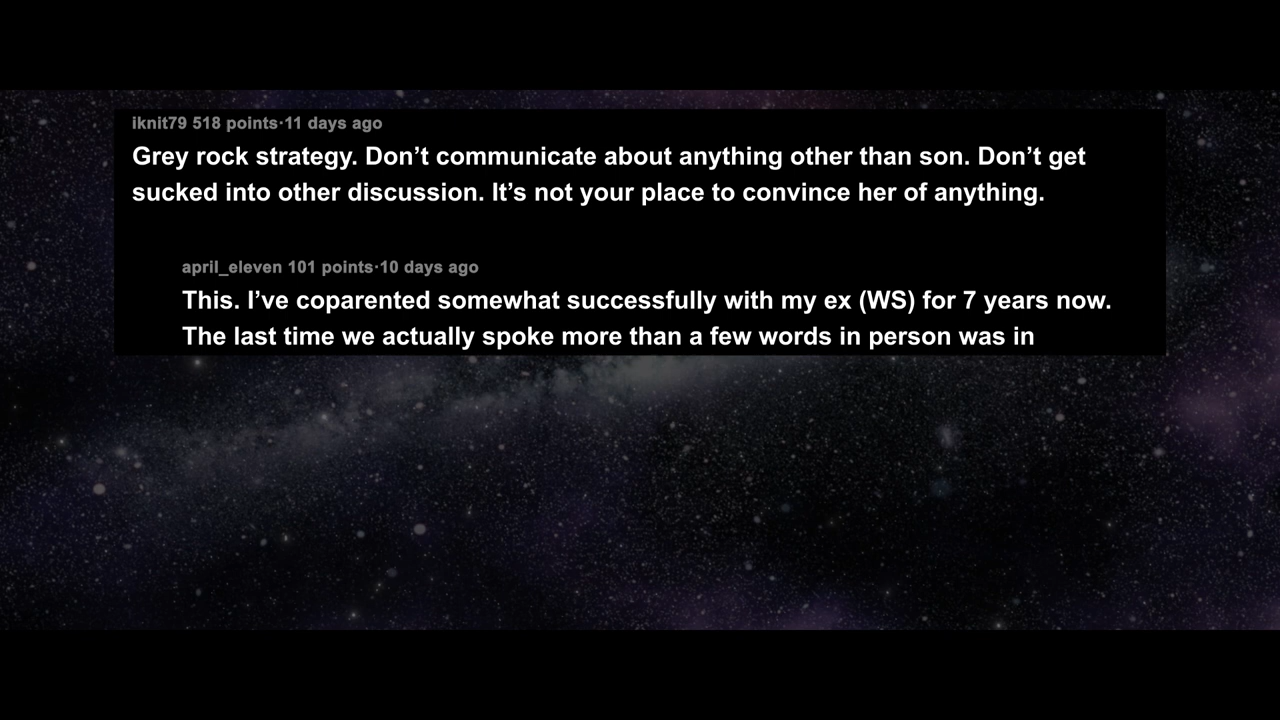 iknit79 518 points·11 days ago
Grey rock strategy. Don’t communicate about anything other than son. Don’t get
sucked into other discussion. It’s not your place to convince her of anything.
april_eleven 101 points·10 days ago
This. I’ve coparented somewhat successfully with my ex (WS) for 7 years now.
The last time we actually spoke more than a few words in person was in